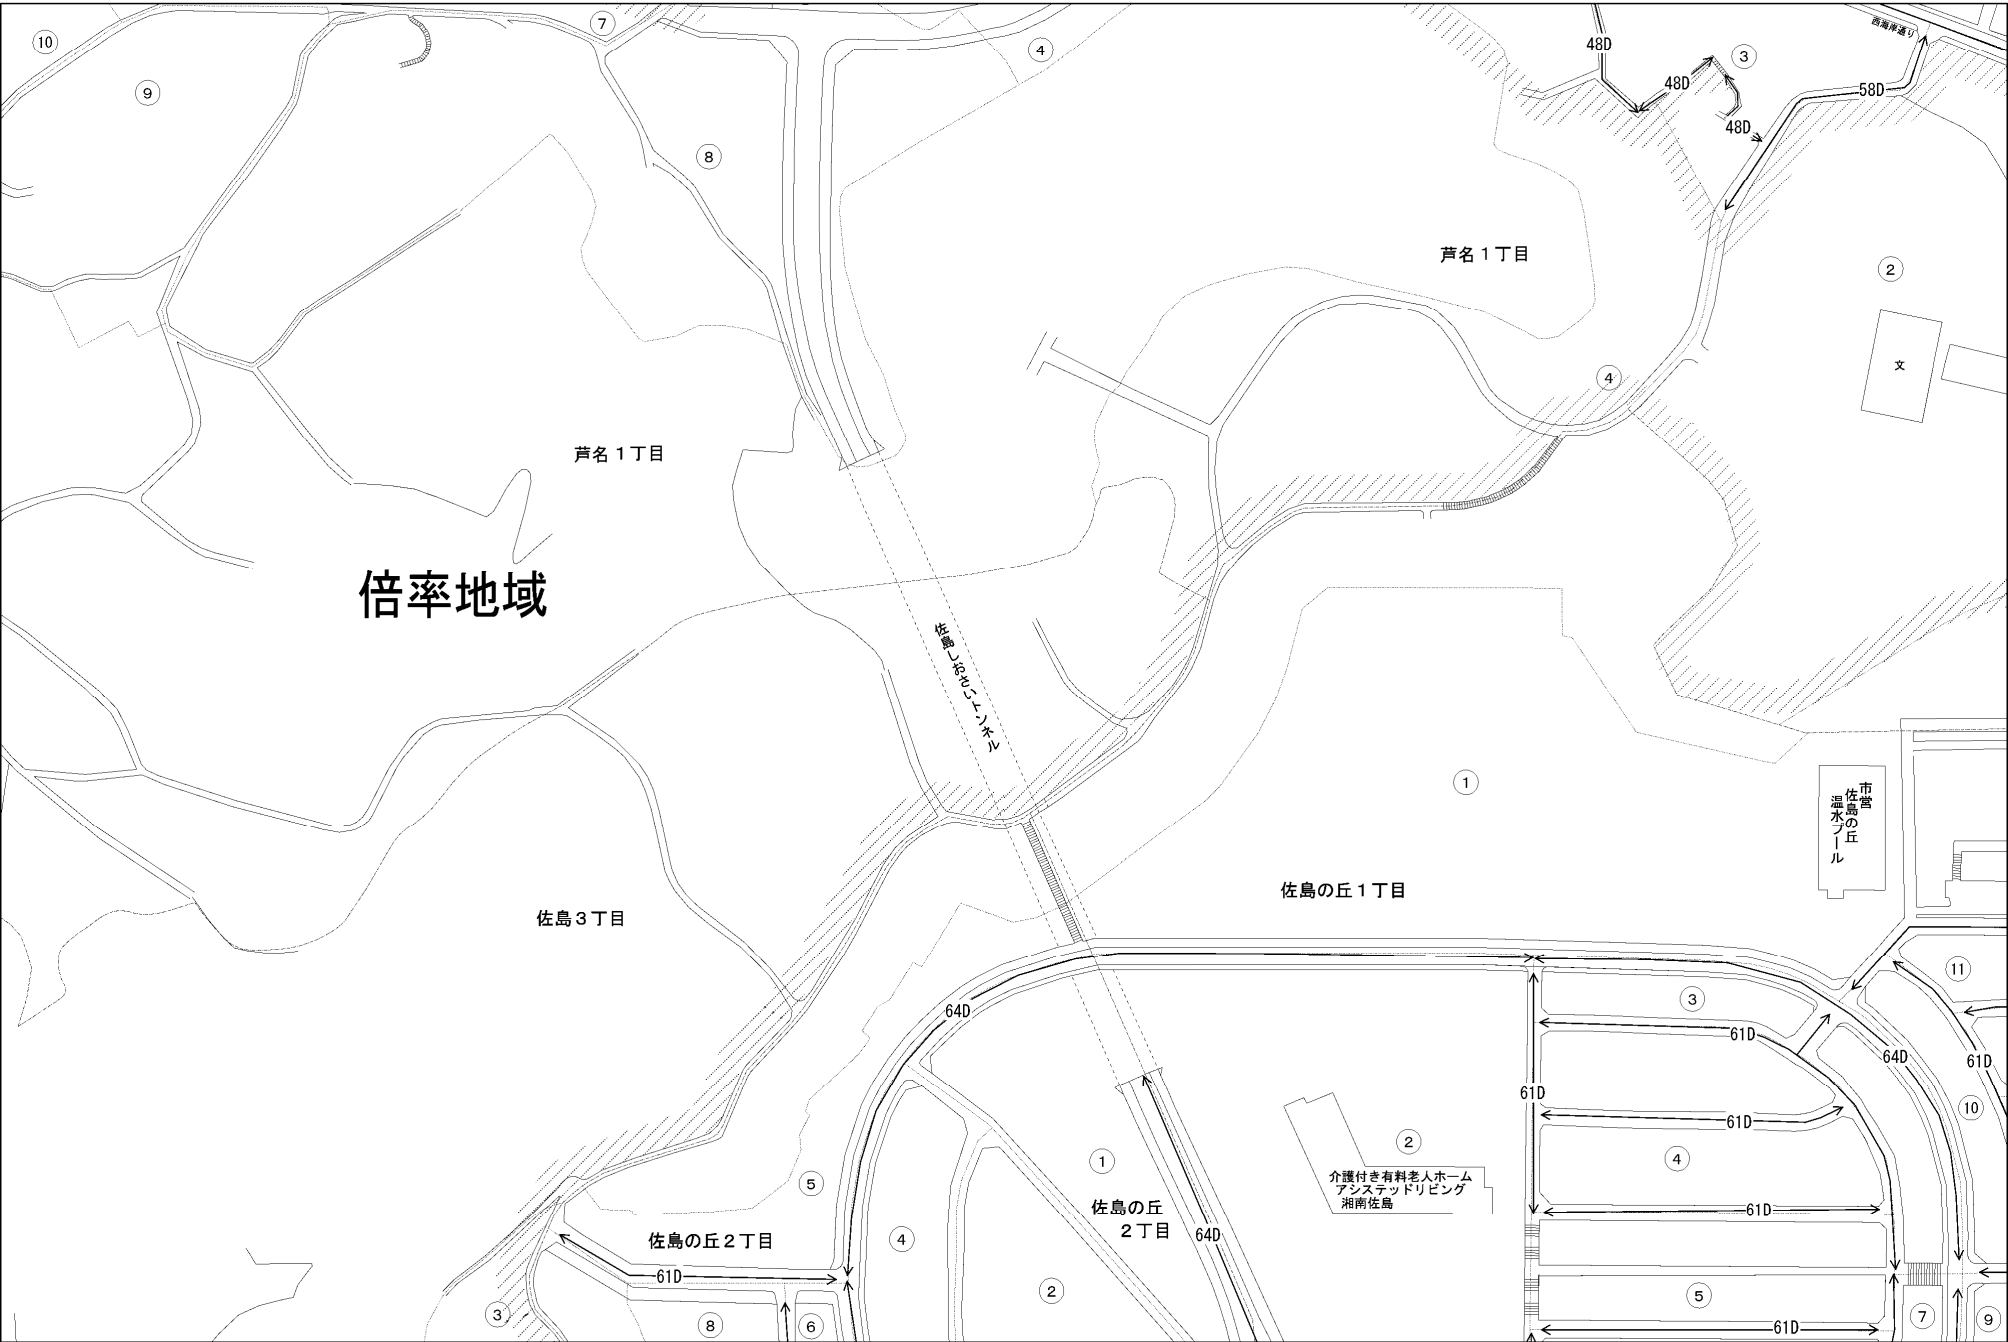 ⑩
⑨
⑦
⑧
④
48D
48D
48D
③
58D
西海岸通り
芦名１丁目
②
文
④
芦名１丁目
倍率地域
佐島しおさいトンネル
①
市営
佐島の丘
温水プール
佐島の丘１丁目
佐島３丁目
64D
③
61D
64D
⑪
61D
⑩
61D
61D
④
61D
②
介護付き有料老人ホーム
アシステッドリビング
湘南佐島
①
佐島の丘
２丁目
64D
⑤
④
佐島の丘２丁目
61D
③
⑧
⑥
②
⑤
61D
⑦
⑨